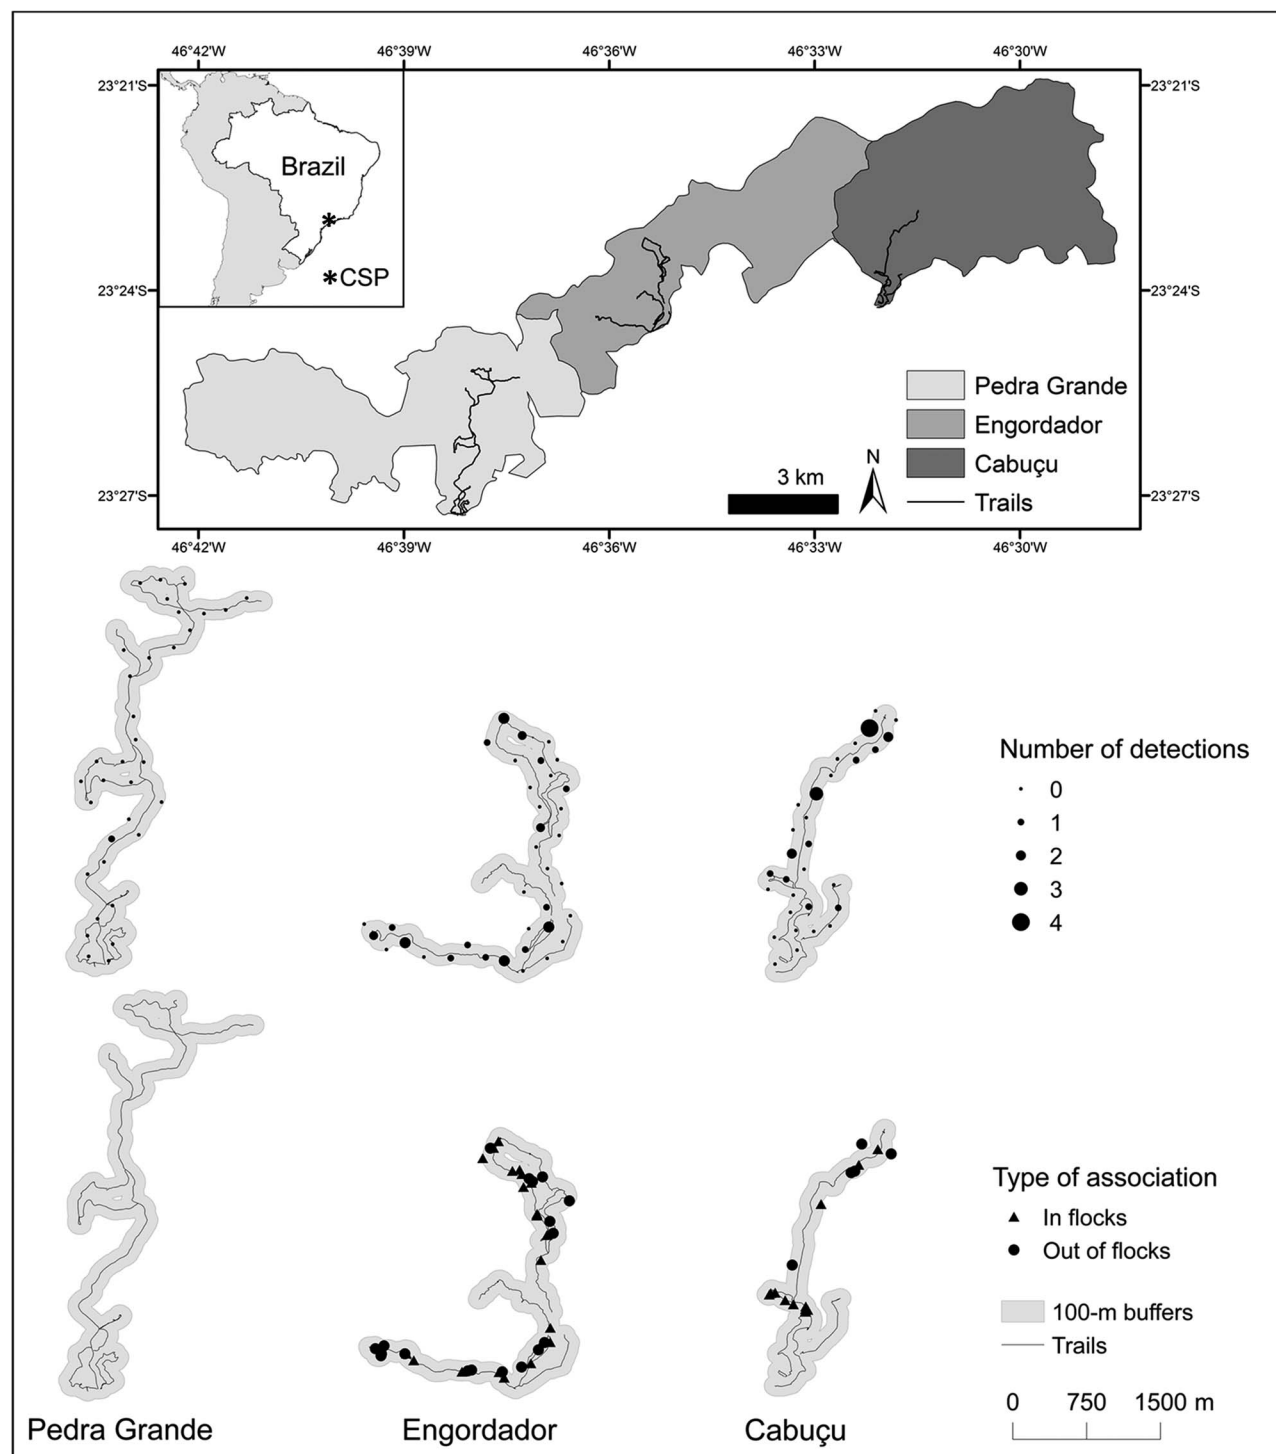 46°42'W 46°39'W 46°36'W 46°33'W 46°30'W
23°21'S 23°21'S
Brazil
*CSP
23°24'S 23°24'S
Pedra Grande
Engordador
Cabuçu
Trails
3 km
N
23°27'S 23°27'S
46°42'W 46°39'W 46°36'W 46°33'W 46°30'W
Number of detections
0
1
2
3
4
Type of association
In flocks
Out of flocks
100-m buffers
Trails
0 750 1500 m
Pedra Grande Engordador Cabuçu